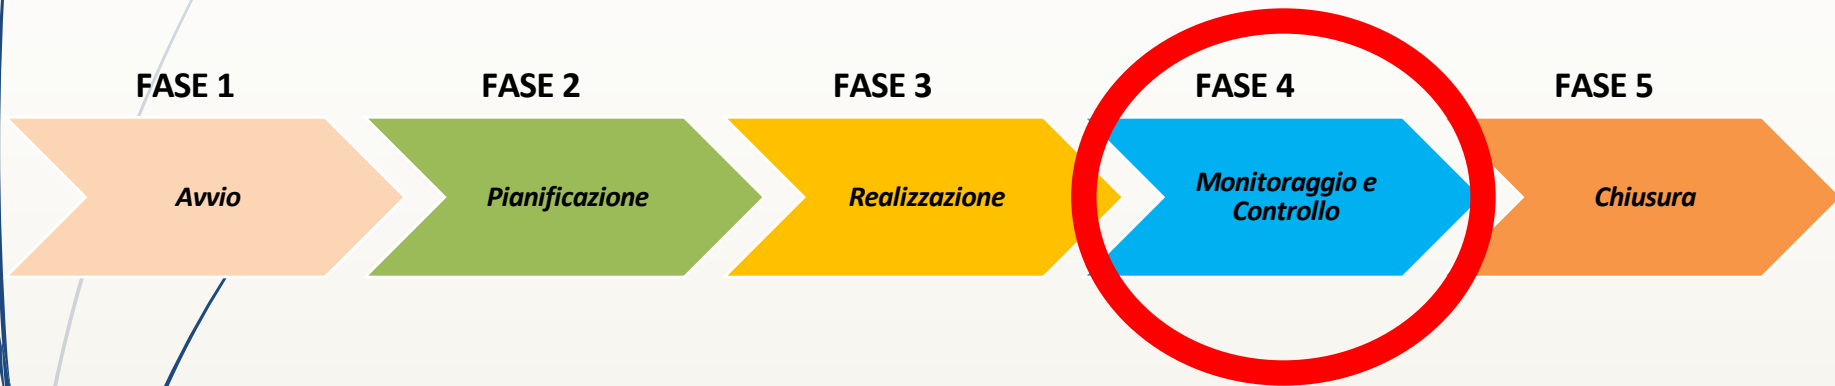 FASE 1
FASE 2
FASE 3
FASE 4
FASE 5
Avvio
Pianificazione
Realizzazione
Monitoraggio e
Controllo
Chiusura